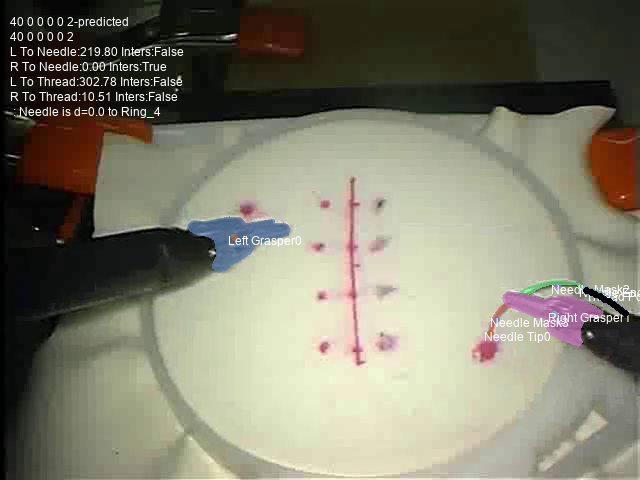 40 0 0 0 0 2-predicted
40 0 0 0 0 2
L To Needle:219.80 Inters:False
R To Needle:0.00 Inters:True
L To Thread:302.78 Inters:False
R To Thread:10.51 Inters:False
: Needle is d=0.0 to Ring_4
Left Grasper0
Needle Mask2
Right Grasper
Needle Mask3
Needle Tip0